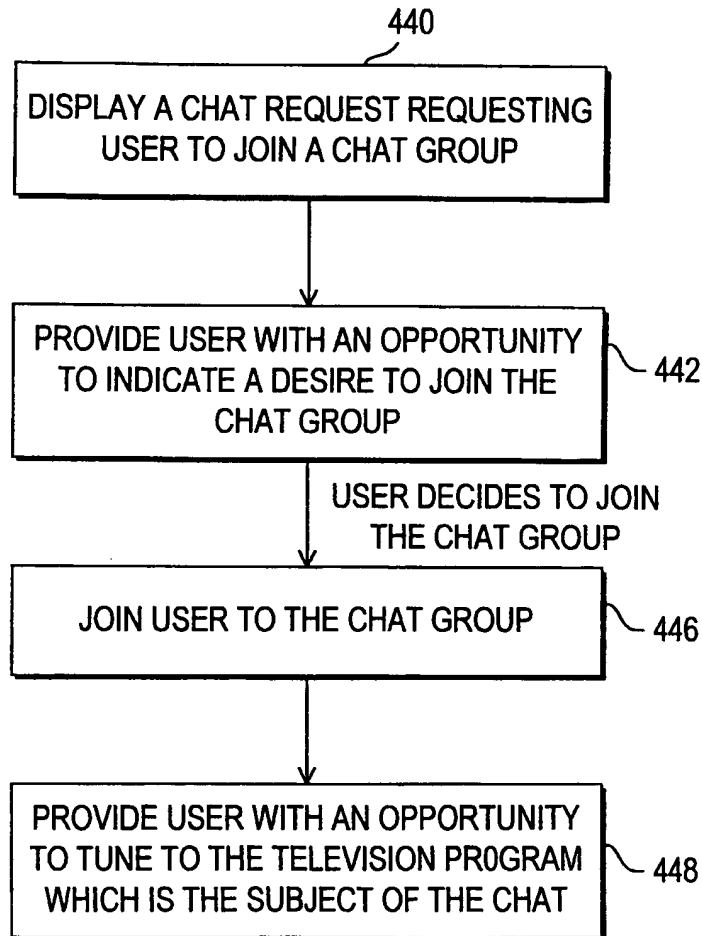 440
DISPLAY A CHAT REQUEST REQUESTING
USER TO JOIN A CHAT GROUP
PROVIDE USER WITH AN OPPORTUNITY
TO INDICATE A DESIRE TO JOIN THE
CHAT GROUP
442
USER DECIDES TO JOIN
THE CHAT GROUP
JOIN USER TO THE CHAT GROUP
446
PROVIDE USER WITH AN OPPORTUNITY
TO TUNE TO THE TELEVISION PR0GRAM
WHICH IS THE SUBJECT OF THE CHAT
448